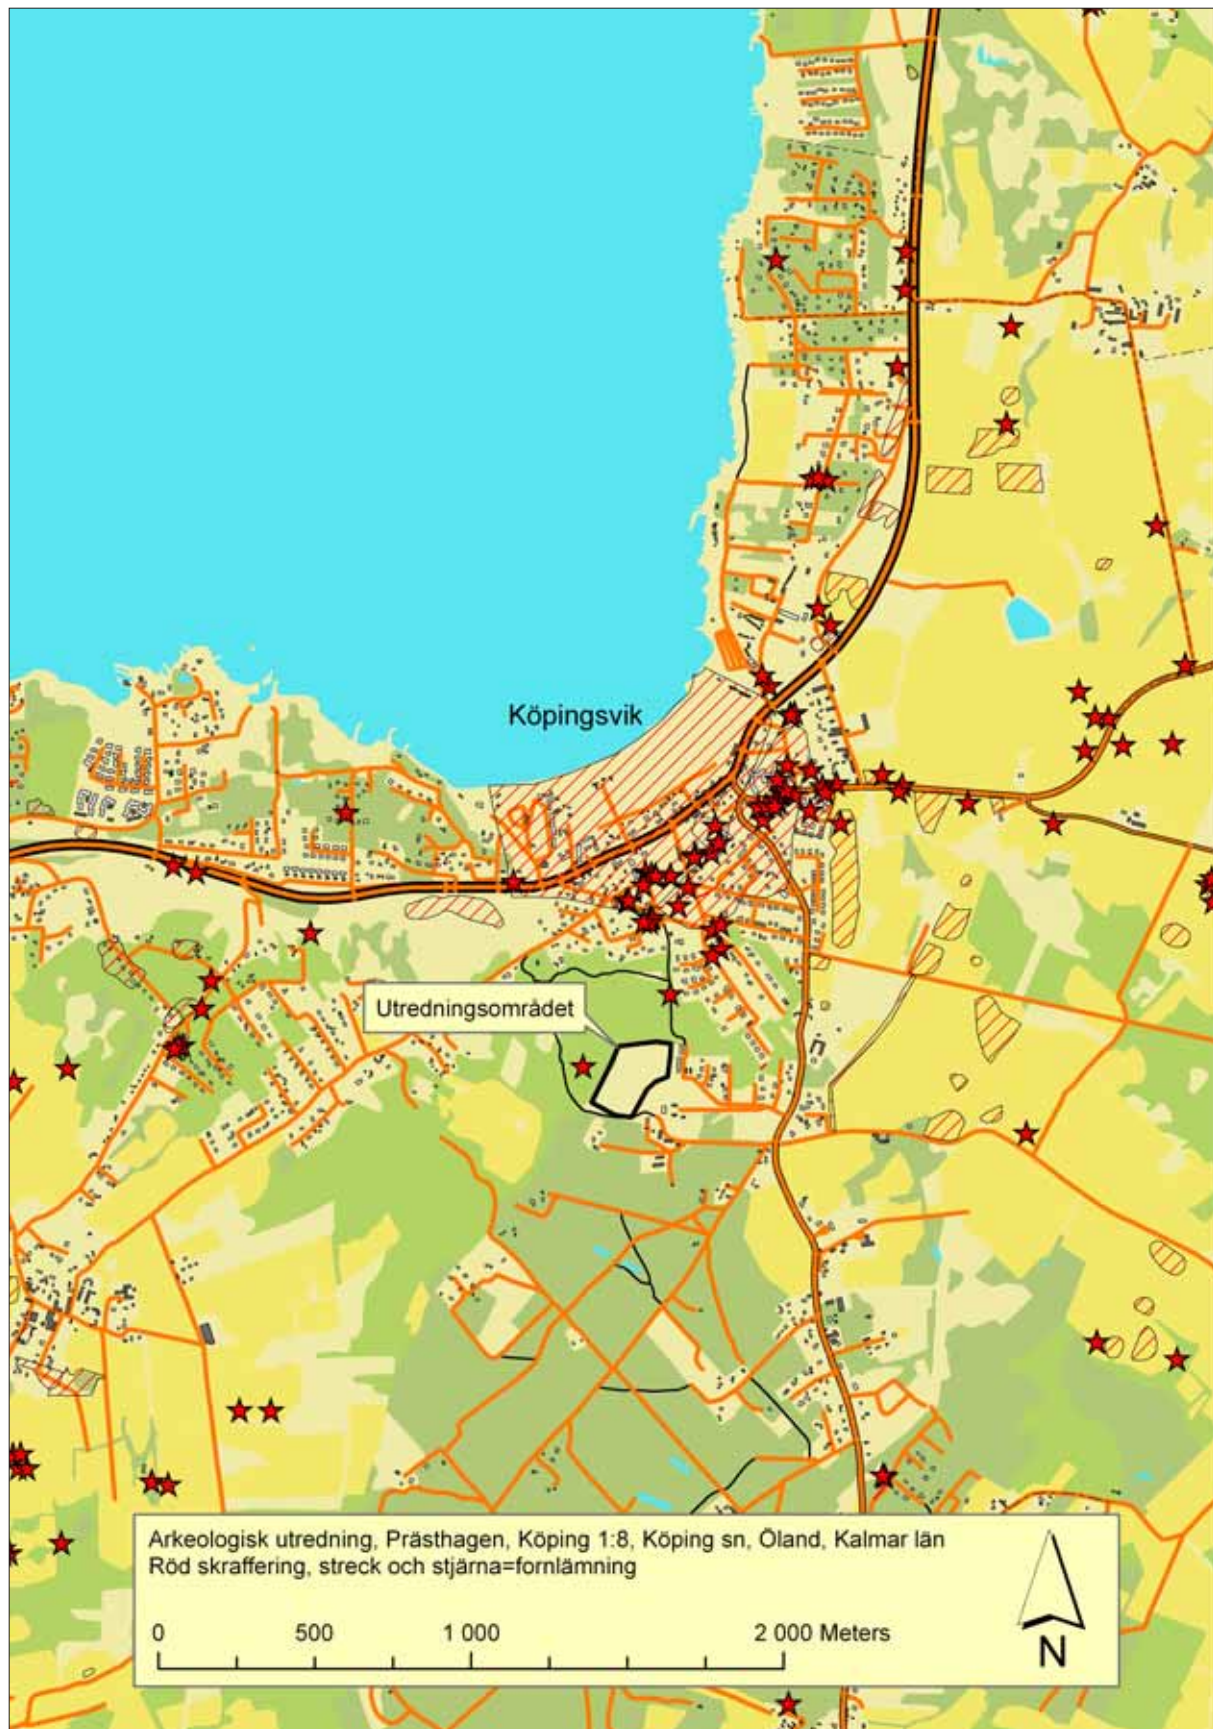 Köpingsvik
Utredningsområdet
Arkeologisk utredning, Prästhagen, Köping 1:8, Köping sn, Öland, Kalmar län
Röd skraffering, streck och stjärna=fornlämning
0 500 1 000 2 000 Meters
N